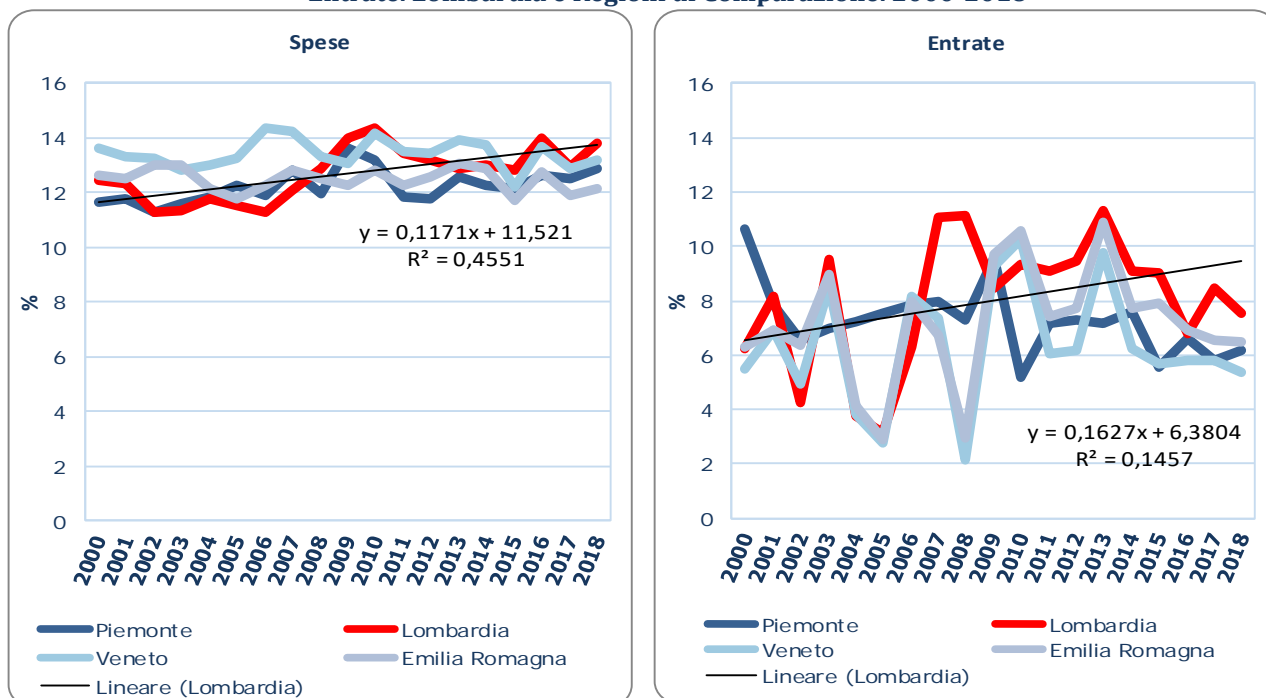 Spese
16
14
12
10
8
6
4
2
0
%
y = 0,1171x + 11,521
R² = 0,4551
2000 2001 2002 2003 2004 2005 2006 2007 2008 2009 2010 2011 2012 2013 2014 2015 2016 2017 2018
Piemonte Lombardia
Veneto Emilia Romagna
Lineare (Lombardia)
Entrate
16
14
12
10
8
6
4
2
0
%
y = 0,1627x + 6,3804
R² = 0,1457
2000 2001 2002 2003 2004 2005 2006 2007 2008 2009 2010 2011 2012 2013 2014 2015 2016 2017 2018
Piemonte Lombardia
Veneto Emilia Romagna
Lineare (Lombardia)